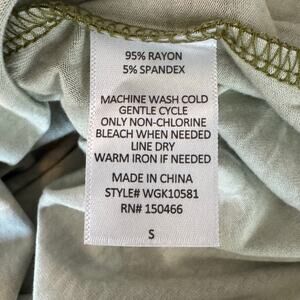 95% RAYON
5% SPANDEX
MACHINE WASH COLD
GENTLE CYCLE
ONLY NON-CHLORINE
BLEACH WHEN NEEDED
LINE DRY
WARM IRON IF NEEDED
MADE IN CHINA
STYLE# WGK10581
RN# 150466
S